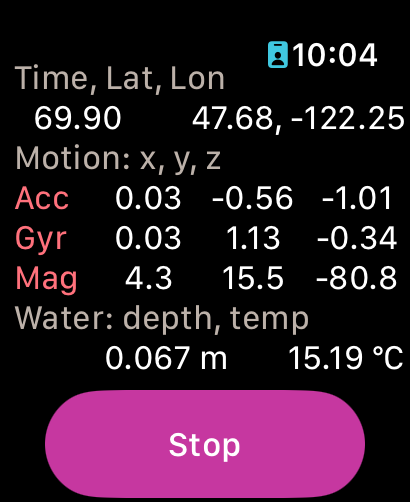 10:04
Time, Lat, Lon
69.90 47.68, -122.25
Motion: x, y, z
Acc 0.03 -0.56 -1.01
Gyr 0.03 1.13 -0.34
Mag 4.3 15.5 -80.8
Water: depth, temp
0.067 m 15.19 °C
Stop